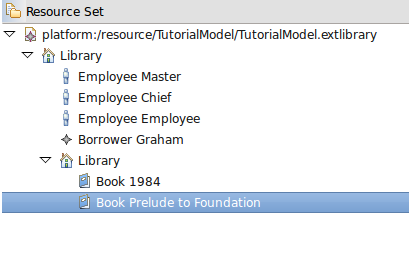 Resource Set
platform:/resource/TutorialModel/TutorialModel.extlibrary
Library
Employee Master
Employee Chief
Employee Employee
Borrower Graham
Library
Book 1984
Book Prelude to Foundation